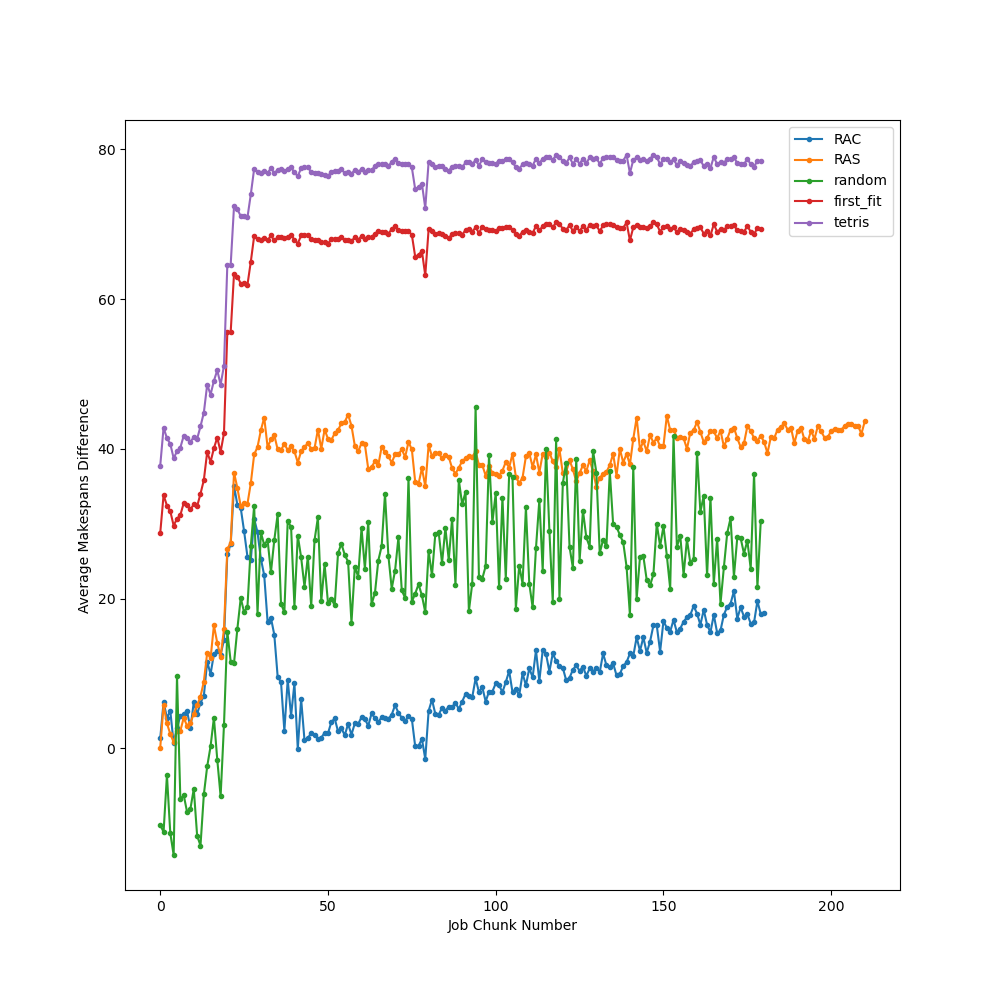 80
60
40
20
0
0
50
100
150
200
Average Makespans Difference
Job Chunk Number
RAC
RAS
random
first_fit
tetris